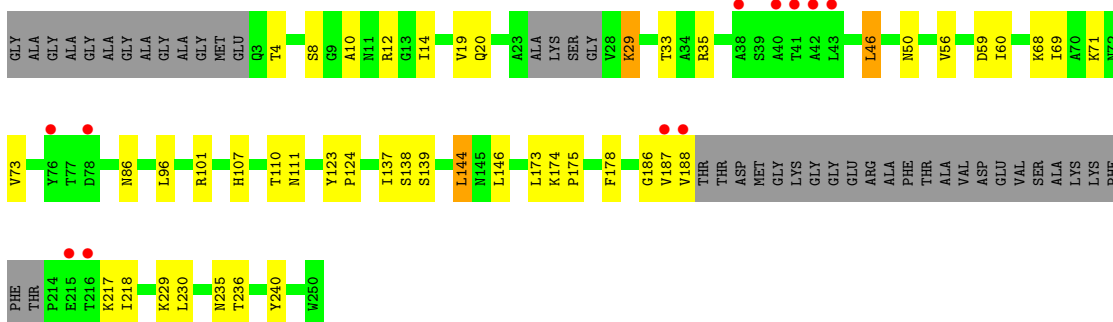 GLY ALA GLY ALA GLY ALA GLY ALA GLY ALA GLY MET GLU Q3 T4 S8 G9 A10 N11 R12 G13 I14 V19 Q20 A23 ALA LYS SER GLY V28 K29 T33 A34 R35 A38 S39 A40 T41 A42 L43 L46 N50 V56 D59 I60 K68 I69 A70 K71 N72
V73 Y76 T77 D78 N86 L96 R101 H107 T110 N111 Y123 P124 I137 S138 S139 L144 N145 L146 L173 K174 P175 F178 G186 V187 V188 THR THR ASP MET GLY LYS GLY GLY GLU ARG ALA PHE THR ALA VAL ASP GLU VAL SER ALA LYS LYS PHE
PHE THR P214 E215 T216 K217 I218 K229 L230 N235 T236 Y240 W250